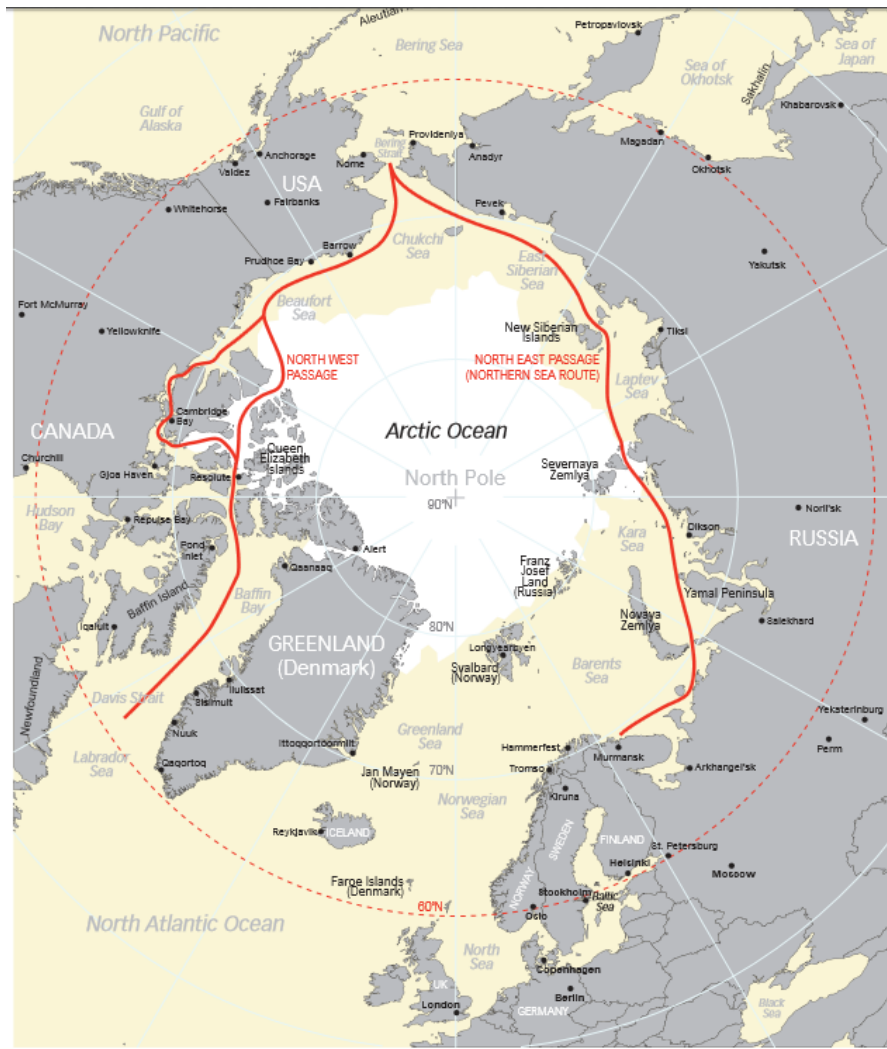 North Pacific
Aleutian
Bering Sea
Petropavlovsk
Sea of
Okhotsk
Sakhalin
Sea of
Japan
Khabarovsk
Gulf of
Alaska
Anchorage
Valdez
USA
Nome
Bering
Strait
Provideniya
Anadyr
Magadan
Okhotsk
Whitehorse
Fairbanks
Pevek
Barrow
Prudhoe Bay
Chukchi
Sea
East
Siberian
Sea
Yakutsk
Fort McMurray
Yellowknife
Beaufort
Sea
New Siberian
Islands
Tiksi
NORTH WEST
PASSAGE
NORTH EAST PASSAGE
(NORTHERN SEA ROUTE)
Laptev
Sea
Cambridge
Bay
CANADA
Arctic Ocean
Churchill
Gjoa Haven
Resolute
Queen
Elizabeth
Islands
North Pole
90°N
Severnaya
Zemlya
Noril'sk
Hudson
Bay
Repulse Bay
Pond
Inlet
Alert
Kara
Sea
Dikson
RUSSIA
Qaanaaq
Baffin Island
Baffin
Bay
Franz
Josef
Land
(Russia)
Yamal Peninsula
Novaya
Zemlya
Salekhard
Iqaluit
GREENLAND
(Denmark)
80°N
Longyearbyen
Svalbard
(Norway)
Barents
Sea
Newfoundland
Davis Strait
Ilulissat
Sisimiut
Nuuk
Labrador
Sea
Qaqortoq
Ittoqqortoormiit
Greenland
Sea
Jan Mayen
(Norway)
70°N
Norwegian
Sea
Hammerfest
Tromso
Murmansk
Kiruna
Arkhangel'sk
Yeksterinburg
Perm
Reykjavik
ICELAND
SWEDEN
FINLAND
NORWAY
St. Petersburg
Helsinki
Moscow
Faroe Islands
(Denmark)
60°N
Stockholm
Baltic
Sea
Oslo
North Atlantic Ocean
North
Sea
Copenhagen
UK
London
Berlin
GERMANY
Black
Sea